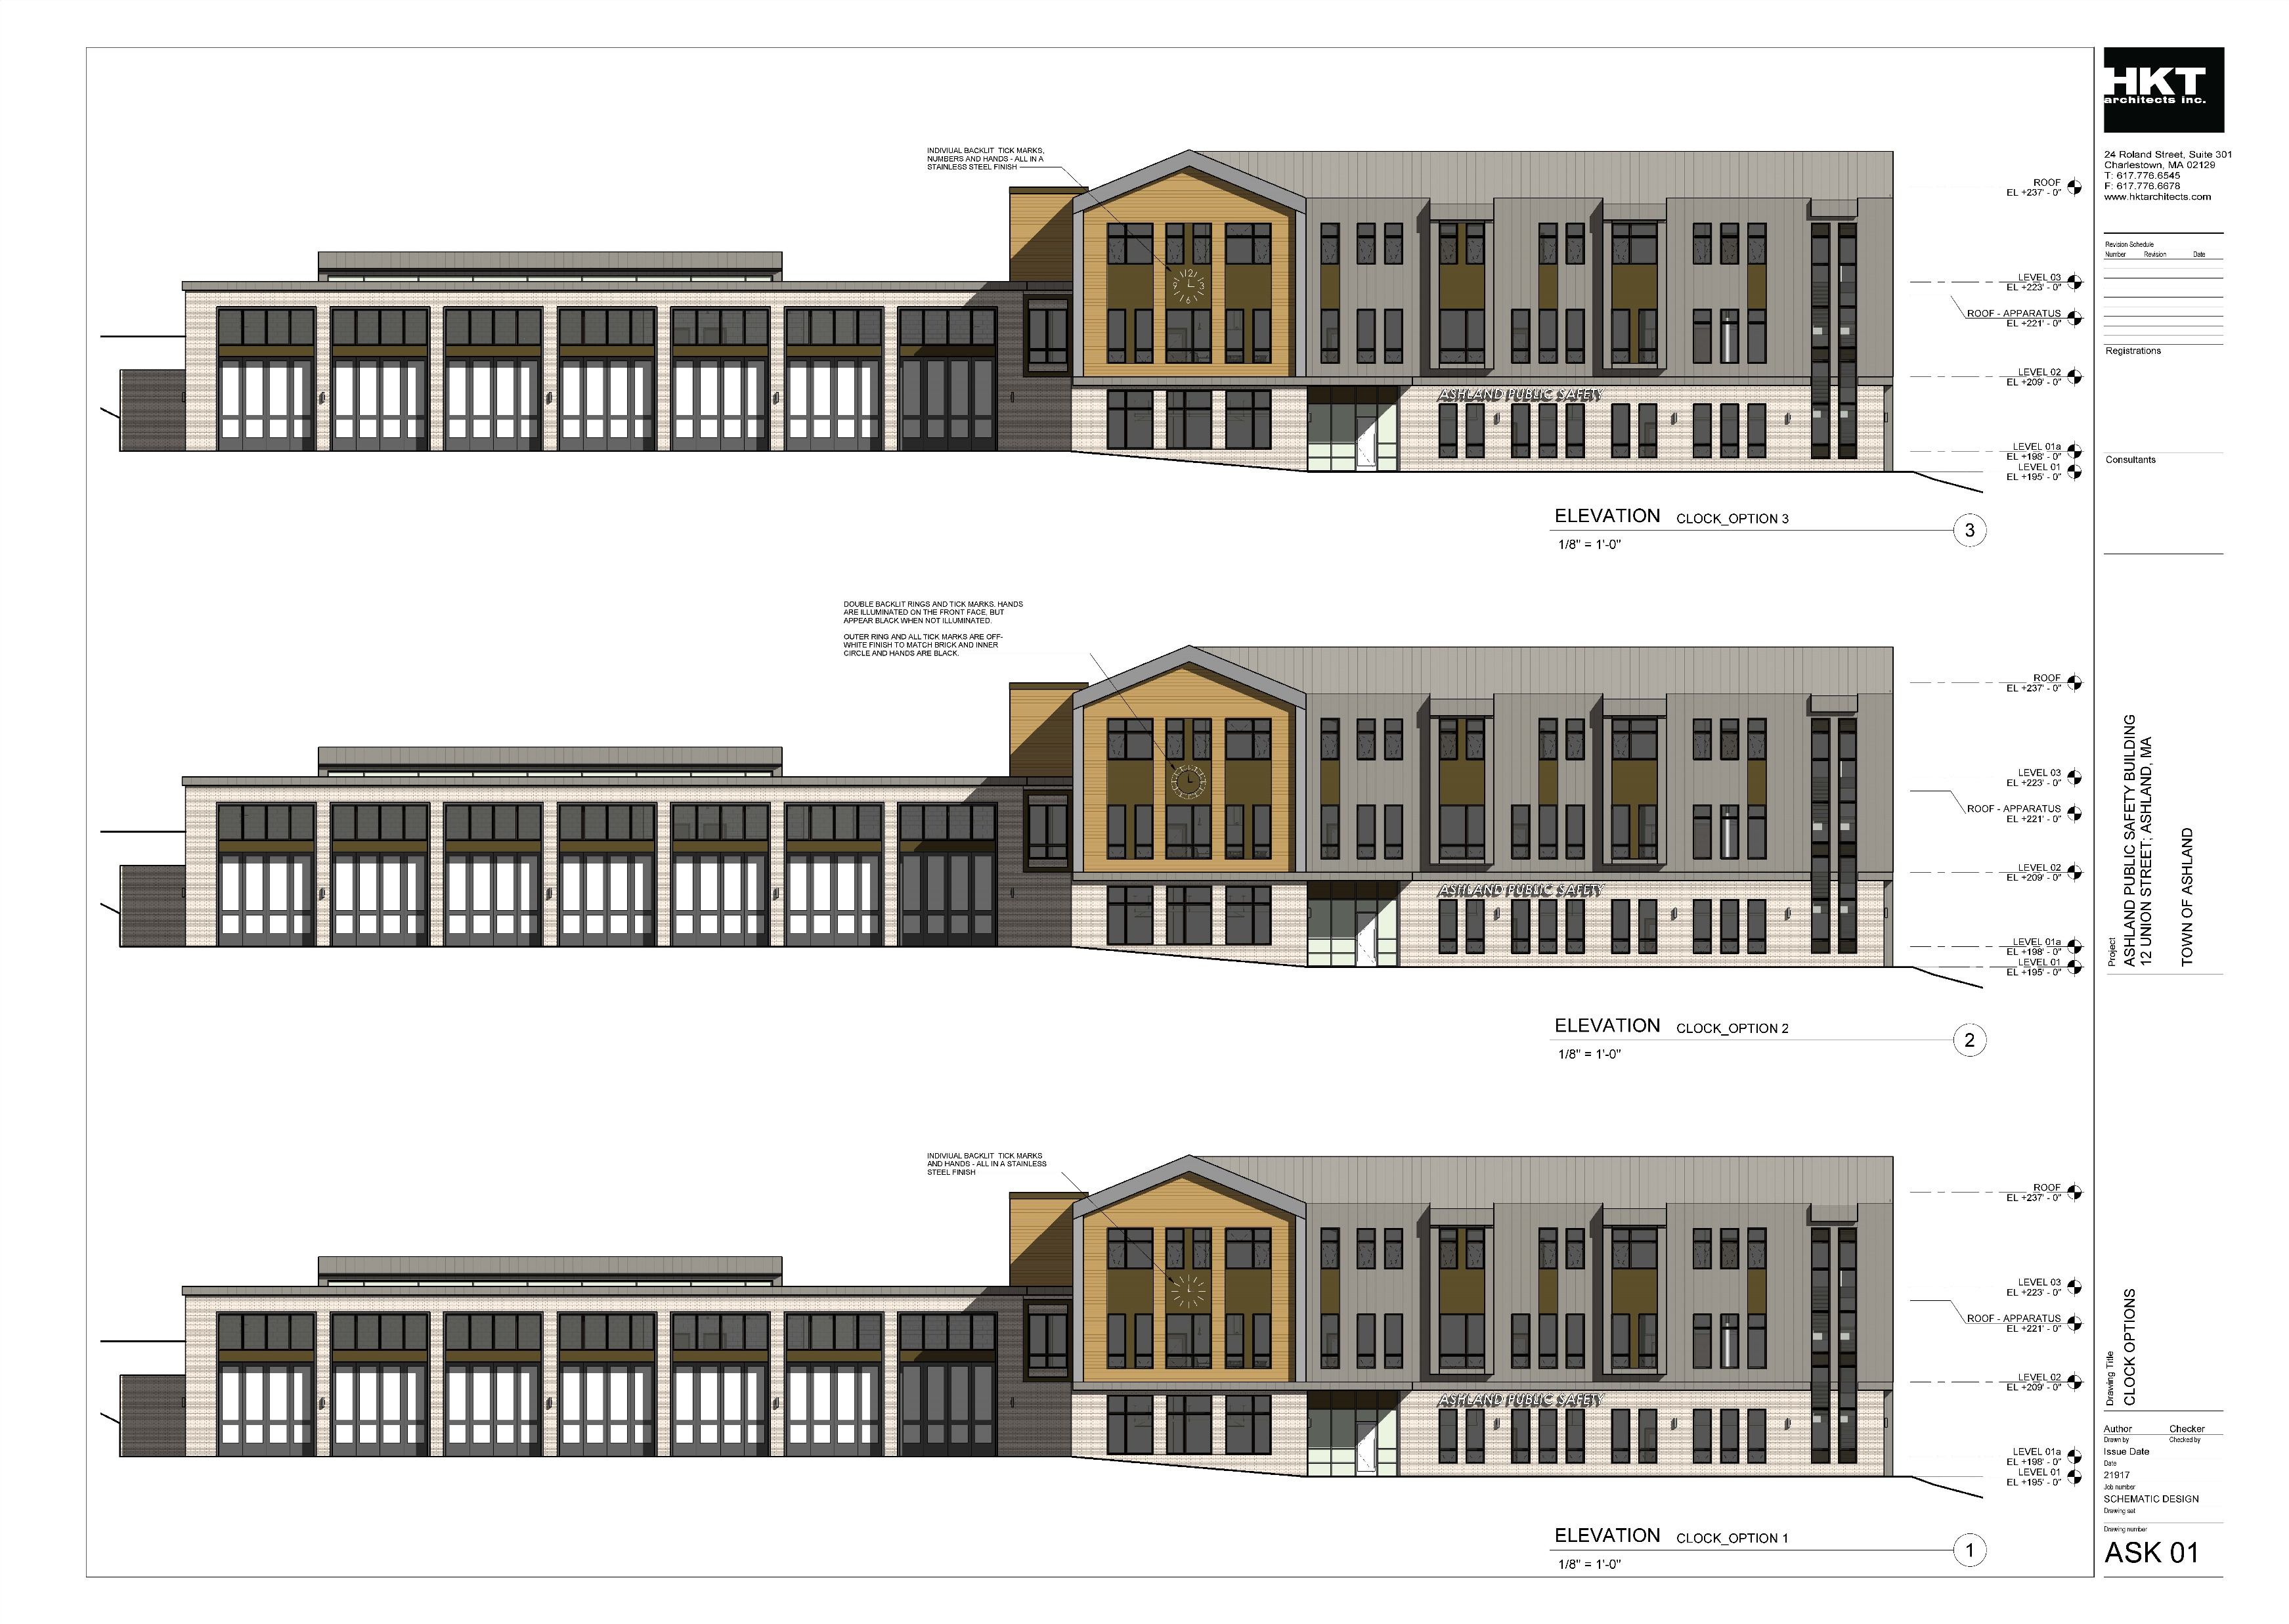 INDIVIUAL BACKLIT TICK MARKS,
NUMBERS AND HANDS - ALL IN A
STAINLESS STEEL FINISH
12
9 3
6
ASHLAND PUBLIC SAFETY
ROOF
EL +237' - 0"
LEVEL 03
EL +223' - 0"
ROOF - APPARATUS
EL +221' - 0"
LEVEL 02
EL +209' - 0"
LEVEL 01a
EL +198' - 0"
LEVEL 01
EL +195' - 0"
ELEVATION CLOCK_OPTION 3
3
1/8" = 1'-0"
DOUBLE BACKLIT RINGS AND TICK MARKS. HANDS
ARE ILLUMINATED ON THE FRONT FACE, BUT
APPEAR BLACK WHEN NOT ILLUMINATED.
OUTER RING AND ALL TICK MARKS ARE OFF-
WHITE FINISH TO MATCH BRICK AND INNER
CIRCLE AND HANDS ARE BLACK.
ASHLAND PUBLIC SAFETY
ROOF
EL +237' - 0"
LEVEL 03
EL +223' - 0"
ROOF - APPARATUS
EL +221' - 0"
LEVEL 02
EL +209' - 0"
LEVEL 01a
EL +198' - 0"
LEVEL 01
EL +195' - 0"
ELEVATION CLOCK_OPTION 2
2
1/8" = 1'-0"
INDIVIUAL BACKLIT TICK MARKS
AND HANDS - ALL IN A STAINLESS
STEEL FINISH
ASHLAND PUBLIC SAFETY
ROOF
EL +237' - 0"
LEVEL 03
EL +223' - 0"
ROOF - APPARATUS
EL +221' - 0"
LEVEL 02
EL +209' - 0"
LEVEL 01a
EL +198' - 0"
LEVEL 01
EL +195' - 0"
ELEVATION CLOCK_OPTION 1
1
1/8" = 1'-0"
HKT
architects inc.
24 Roland Street, Suite 301
Charlestown, MA 02129
T: 617.776.6545
F: 617.776.6678
www.hktarchitects.com
Revision Schedule
Number Revision Date
Registrations
Consultants
Project
ASHLAND PUBLIC SAFETY BUILDING
12 UNION STREET; ASHLAND, MA
TOWN OF ASHLAND
Drawing Title
CLOCK OPTIONS
Author Checker
Drawn by Checked by
Issue Date
Date
21917
Job number
SCHEMATIC DESIGN
Drawing set
Drawing number
ASK 01